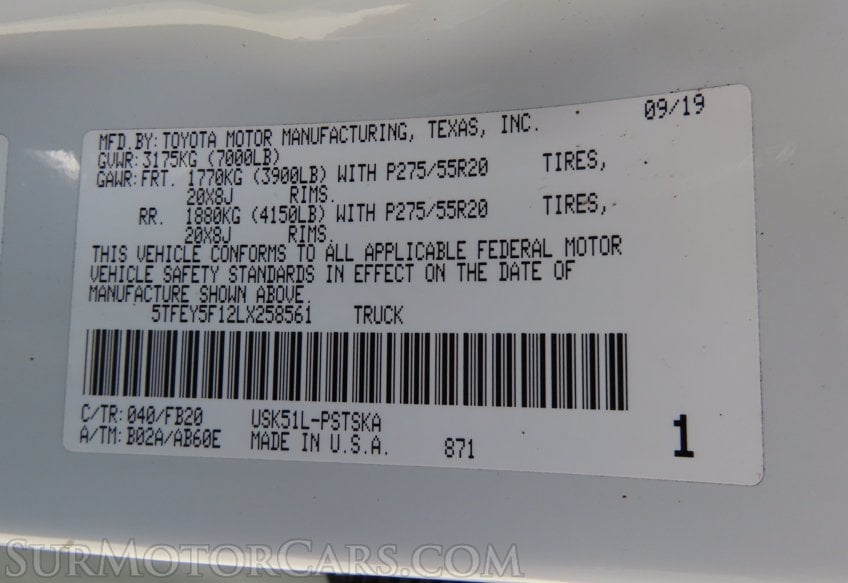 09/19
MFD.BY: TOYOTA MOTOR MANUFACTURING, TEXAS, INC.
GVWR: 3175KG (7000LB)
GAWR: FRT. 1770KG (3900LB) WITH P275/55R20 TIRES,
20X8J RIMS.
RR. 1880KG (4150LB) WITH P275/55R20 TIRES,
20X8J RIMS.
THIS VEHICLE CONFORMS TO ALL APPLICABLE FEDERAL MOTOR
VEHICLE SAFETY STANDARDS IN EFFECT ON THE DATE OF
MANUFACTURE SHOWN ABOVE.
5TFEY5F12LX258561 TRUCK
C/TR: 040/FB20 USK51L-PSTSKA
A/TM: B02A/AB60E MADE IN U.S.A. 871 1
SURMOTORCARS.COM